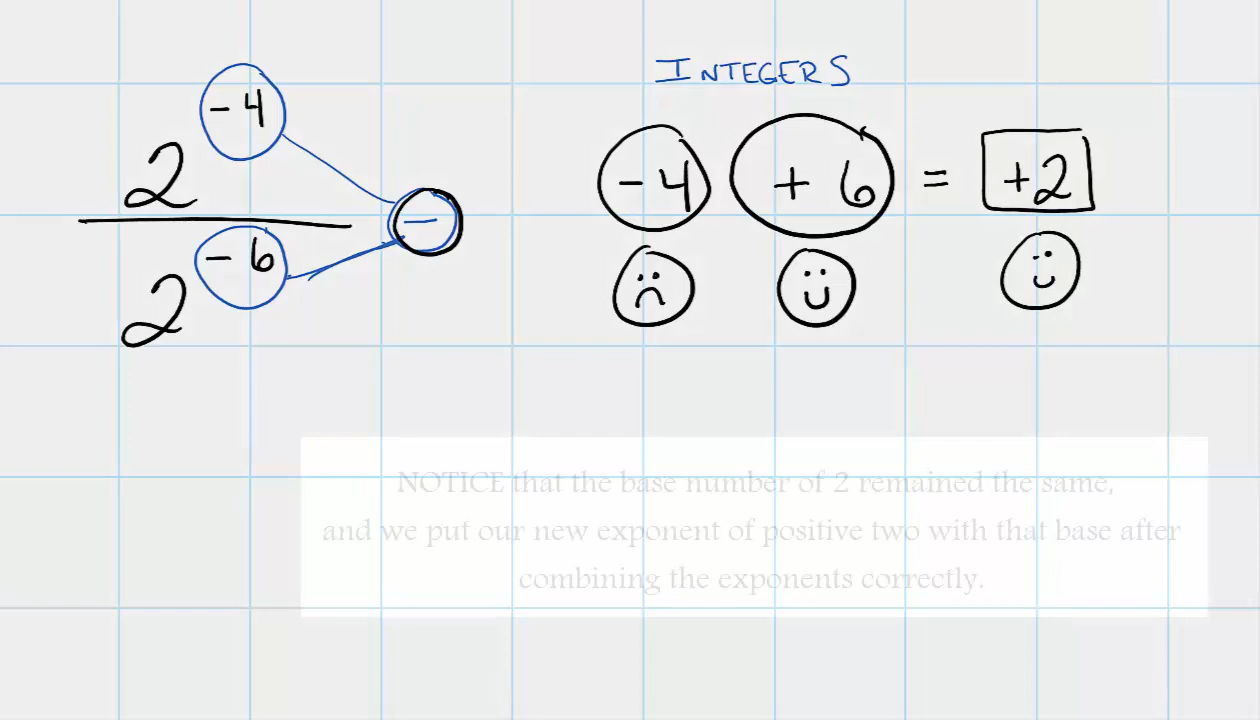 INTEGERS
2^-4
-
2^-6
-4 + 6 = +2
NOTICE that the base number of 2 remained the same,
and we put our new exponent of positive two with that base after
combining the exponents correctly.